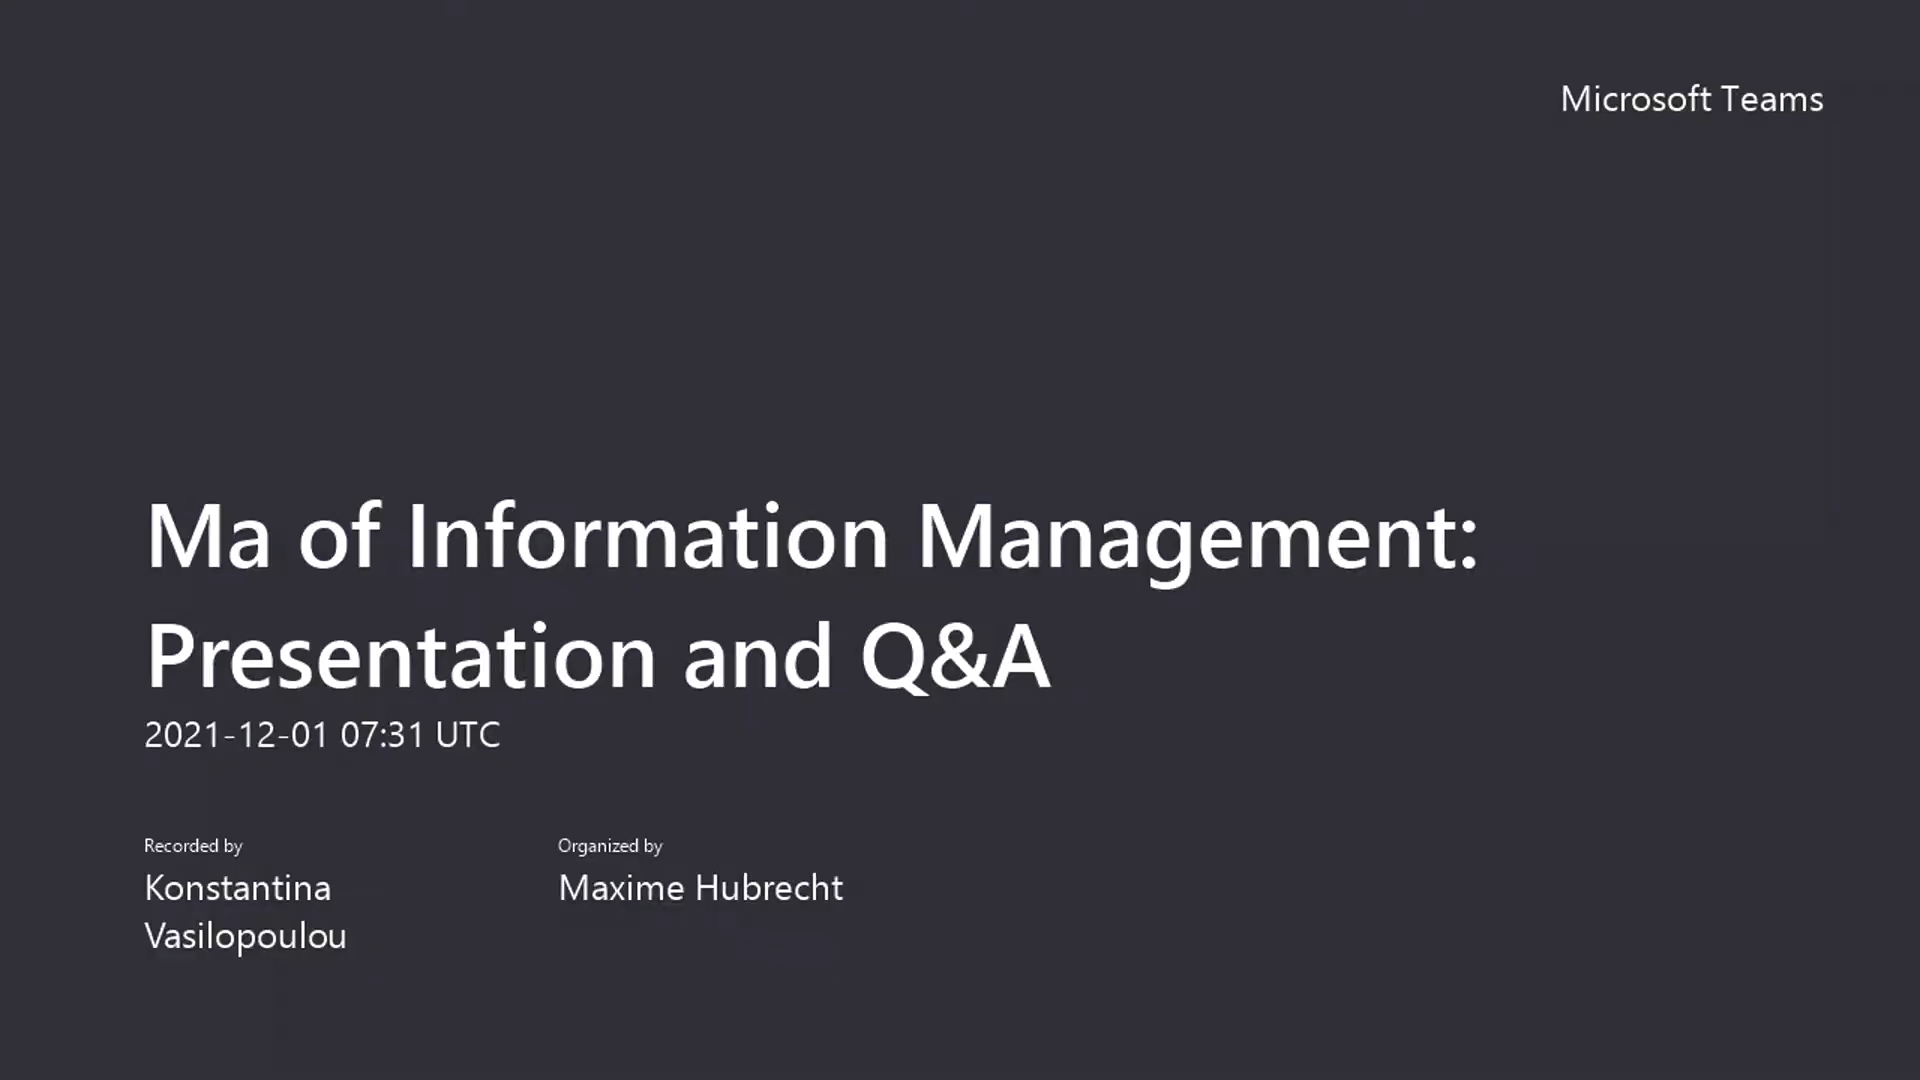 Microsoft Teams
Ma of Information Management:
Presentation and Q&A
2021-12-01 07:31 UTC
Recorded by
Konstantina
Vasilopoulou
Organized by
Maxime Hubrecht